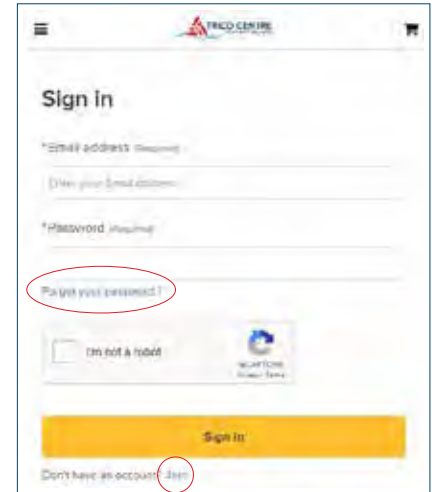 TRICO CENTRE
Sign in
*Email address (Required)
Enter your Email address
*Password (Required)
Forgot your password?
I'm not a robot
reCAPTCHA
Privacy - Terms
Sign in
Don't have an account? Join